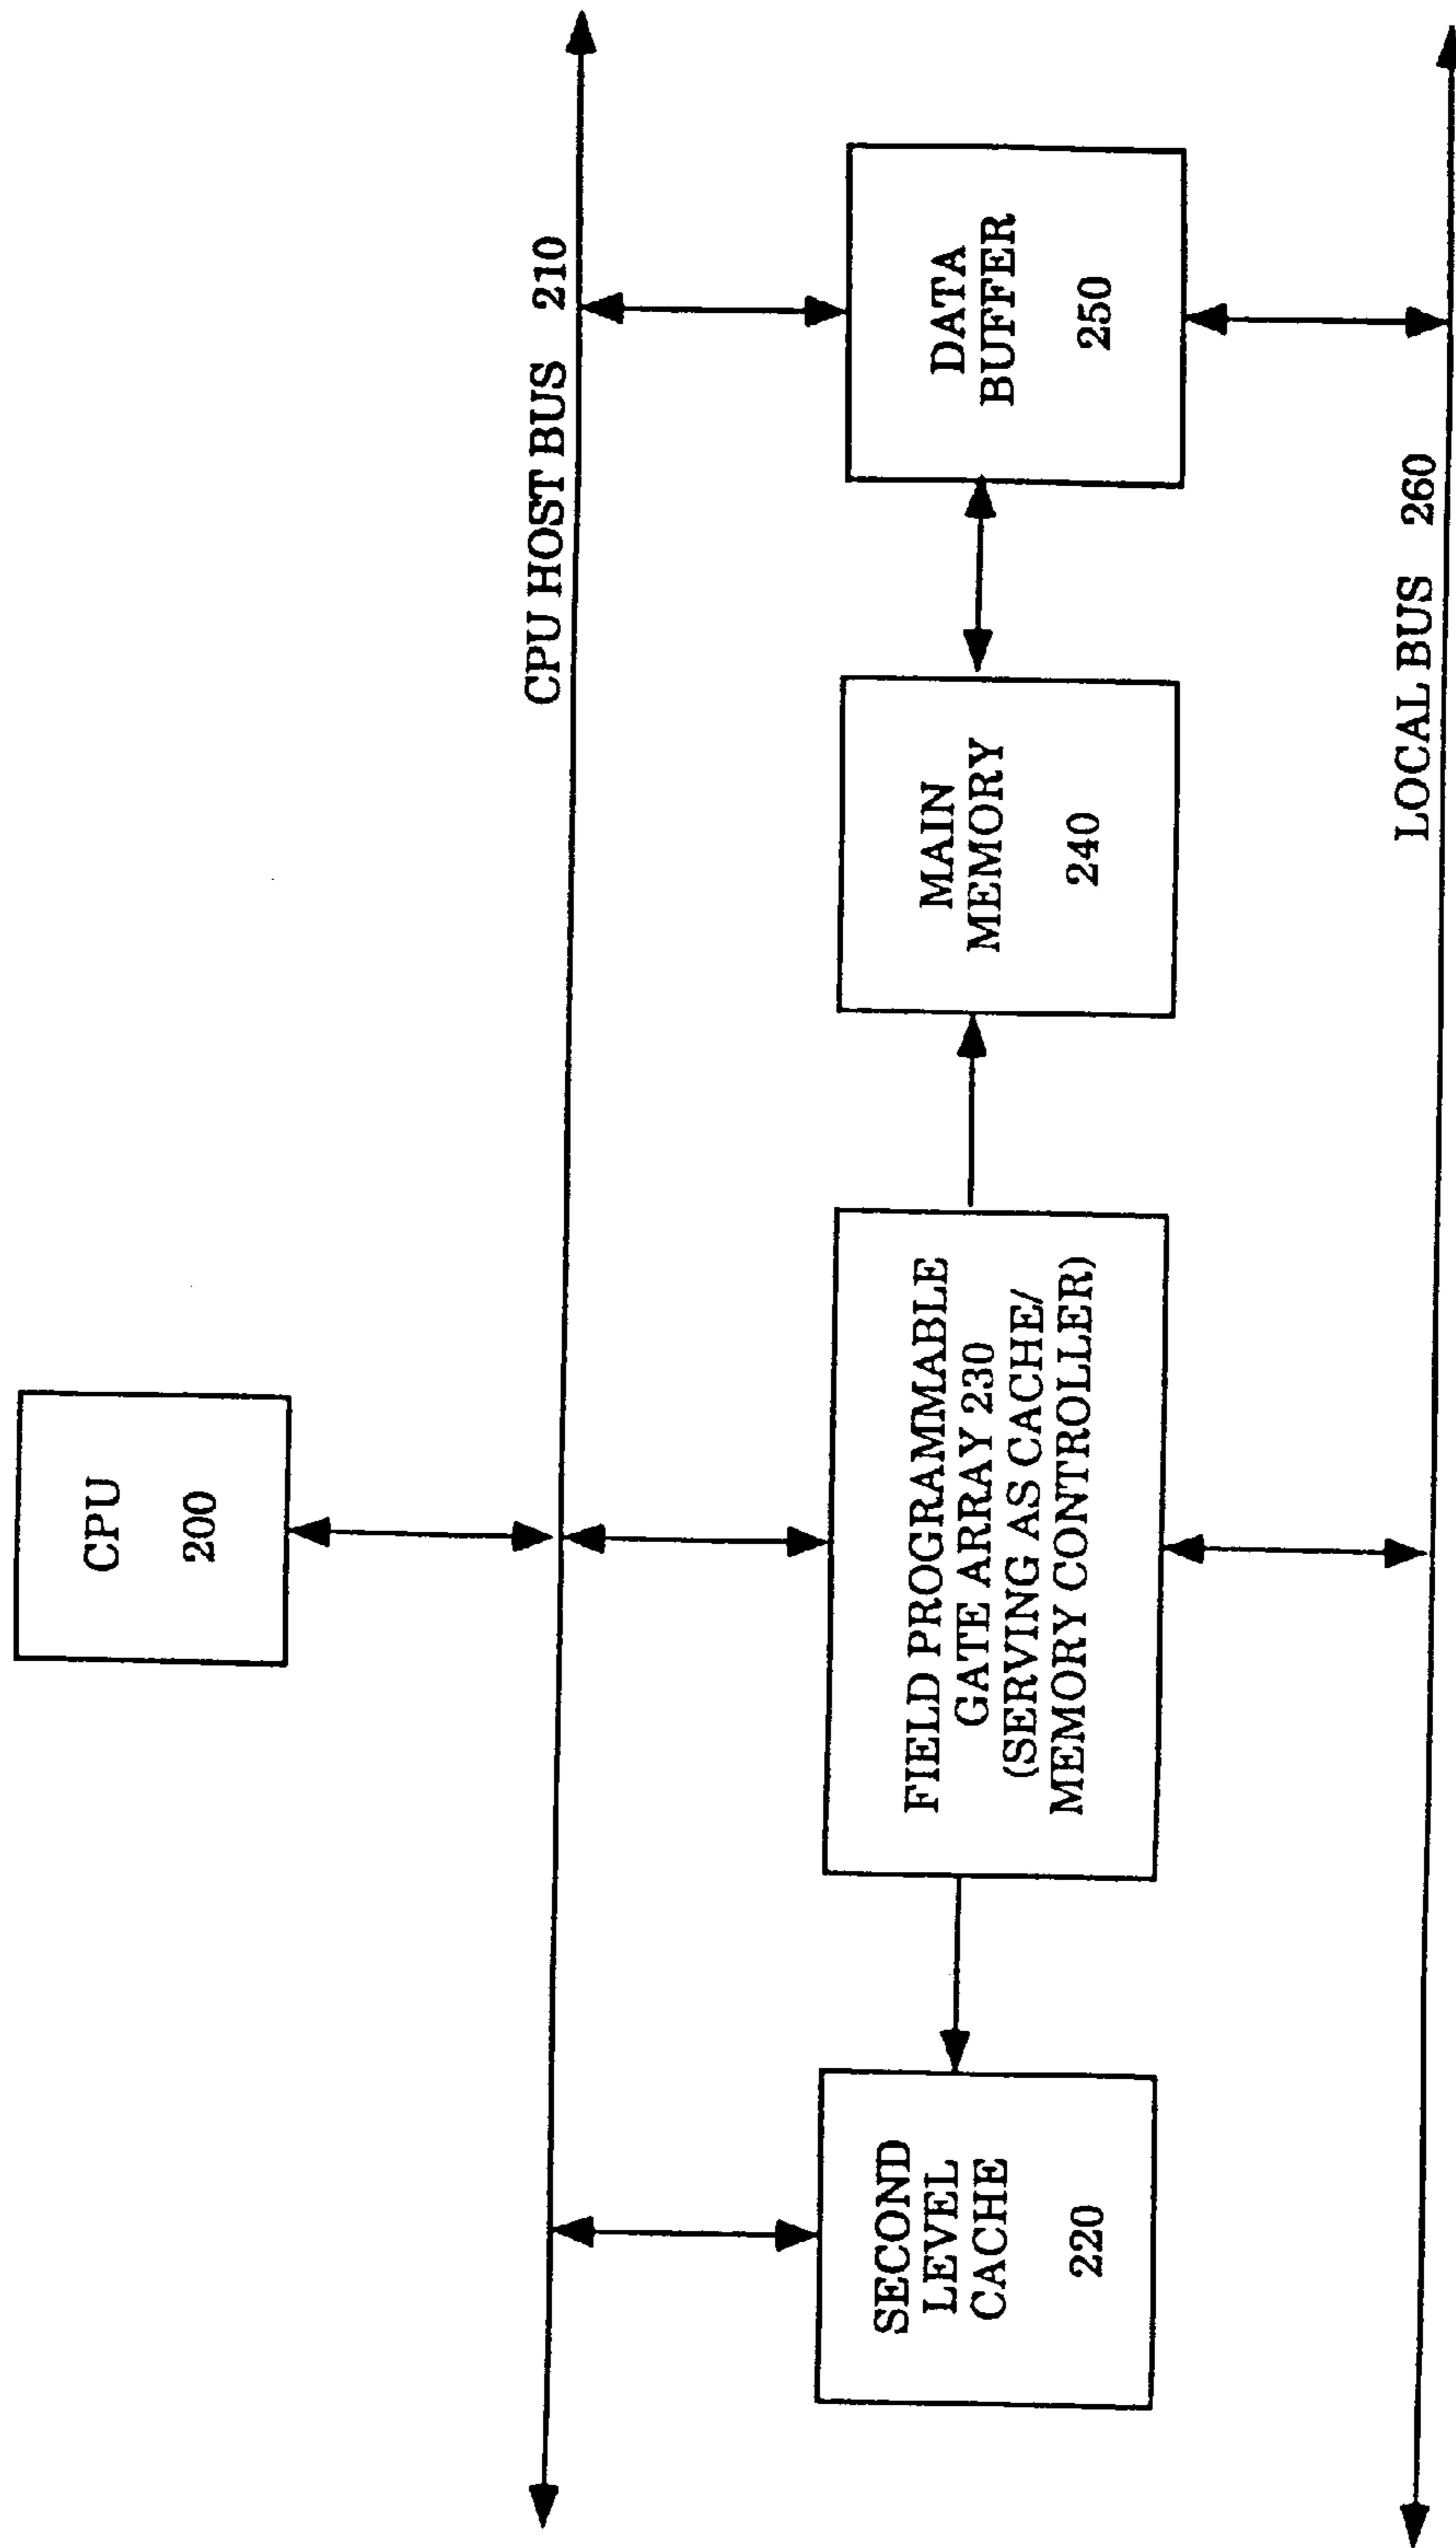 CPU
200
CPU HOST BUS 210
SECOND
LEVEL
CACHE
220
FIELD PROGRAMMABLE
GATE ARRAY 230
(SERVING AS CACHE/
MEMORY CONTROLLER)
MAIN
MEMORY
240
DATA
BUFFER
250
LOCAL BUS 260